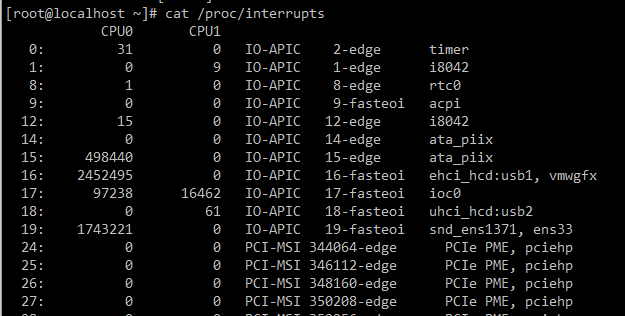 [root@localhost ~]# cat /proc/interrupts
CPU0 CPU1
0: 31 0 IO-APIC 2-edge timer
1: 0 9 IO-APIC 1-edge i8042
8: 1 0 IO-APIC 8-edge rtc0
9: 0 0 IO-APIC 9-fasteoi acpi
12: 15 0 IO-APIC 12-edge i8042
14: 0 0 IO-APIC 14-edge ata_piix
15: 498440 0 IO-APIC 15-edge ata_piix
16: 2452495 0 IO-APIC 16-fasteoi ehci_hcd:usb1, vmwgfx
17: 97238 16462 IO-APIC 17-fasteoi ioc0
18: 0 61 IO-APIC 18-fasteoi uhci_hcd:usb2
19: 1743221 0 IO-APIC 19-fasteoi snd_ens1371, ens33
24: 0 0 PCI-MSI 344064-edge PCIe PME, pciehp
25: 0 0 PCI-MSI 346112-edge PCIe PME, pciehp
26: 0 0 PCI-MSI 348160-edge PCIe PME, pciehp
27: 0 0 PCI-MSI 350208-edge PCIe PME, pciehp